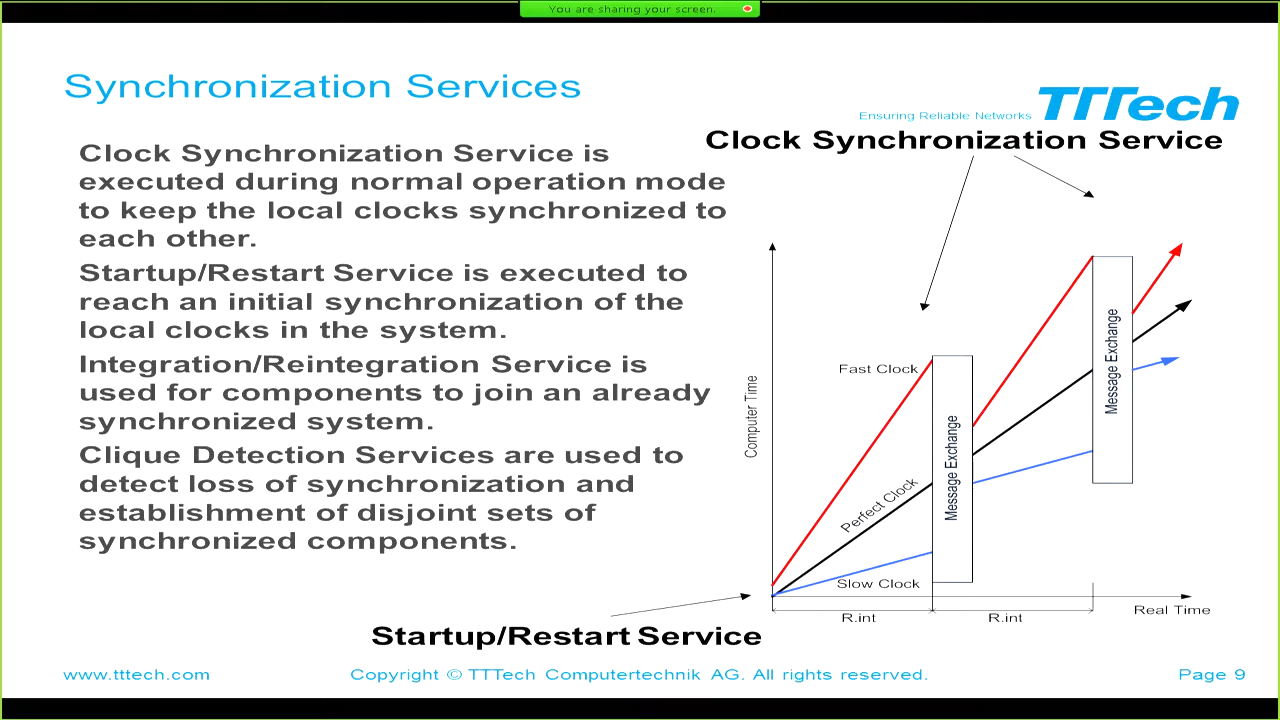 You are sharing your screen.
Synchronization Services
Ensuring Reliable Networks
TTTech
Clock Synchronization Service
Clock Synchronization Service is
executed during normal operation mode
to keep the local clocks synchronized to
each other.
Startup/Restart Service is executed to
reach an initial synchronization of the
local clocks in the system.
Integration/Reintegration Service is
used for components to join an already
synchronized system.
Clique Detection Services are used to
detect loss of synchronization and
establishment of disjoint sets of
synchronized components.
Computer Time
Fast Clock
Perfect Clock
Slow Clock
Message Exchange
Message Exchange
R.int
R.int
Real Time
Startup/Restart Service
www.tttech.com
Copyright © TTTech Computertechnik AG. All rights reserved.
Page 9